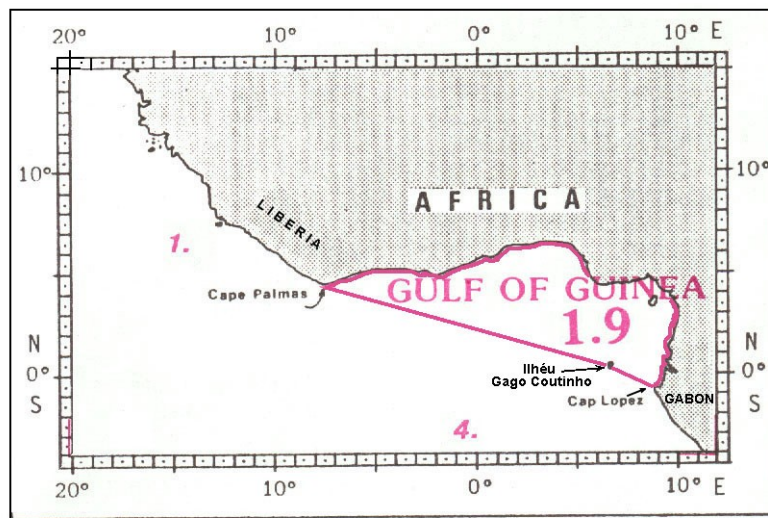 20° 10° 0° 10° E
10° 10°
AFRICA
LIBERIA
1.
Cape Palmas
GULF OF GUINEA
1.9
N N
0° 0°
S S
Ilhéu
Gago Coutinho
Cap Lopez
GABON
4.
20° 10° 0° 10° E